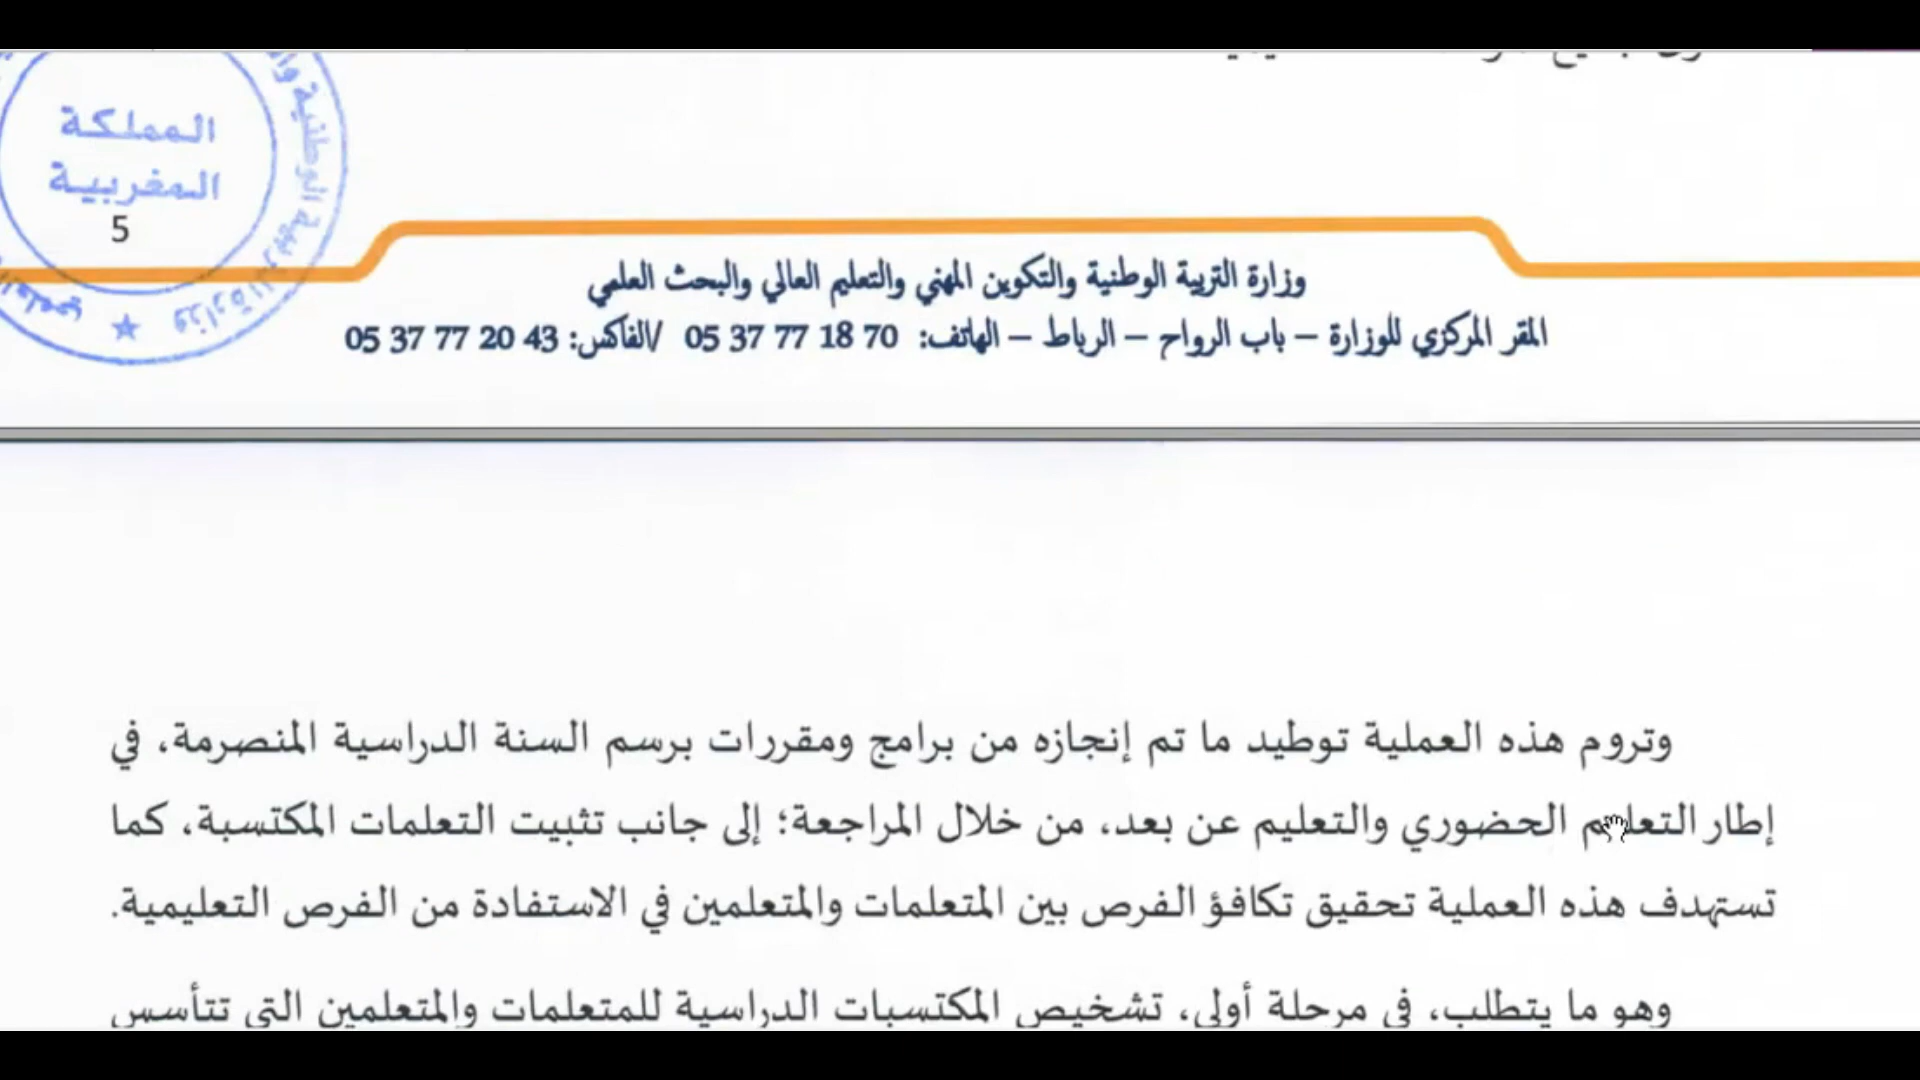 المملكة
المغربية
5
وزارة التربية الوطنية والتكوين المهني والتعليم العالي والبحث العلمي
المقر المركزي للوزارة – باب الرواح – الرباط – الهاتف: 05 37 77 18 70 /الفاكس: 05 37 77 20 43
وتروم هذه العملية توطيد ما تم إنجازه من برامج ومقررات برسم السنة الدراسية المنصرمة، في
إطار التعليم الحضوري والتعليم عن بعد، من خلال المراجعة؛ إلى جانب تثبيت التعلمات المكتسبة، كما
تستهدف هذه العملية تحقيق تكافؤ الفرص بين المتعلمات والمتعلمين في الاستفادة من الفرص التعليمية.
وهو ما يتطلب، في مرحلة أولى، تشخيص المكتسبات الدراسية للمتعلمات والمتعلمين التي تتأسس